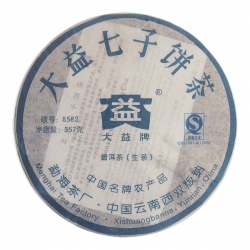 大益七子饼茶
唛号: 8582
净含量: 357克
益
大益牌
普洱茶(生茶)
中国名牌农产品
勐海茶厂·中国云南西双版纳
Menghai Tea Factory · Xishuangbanna, Yunnan, China